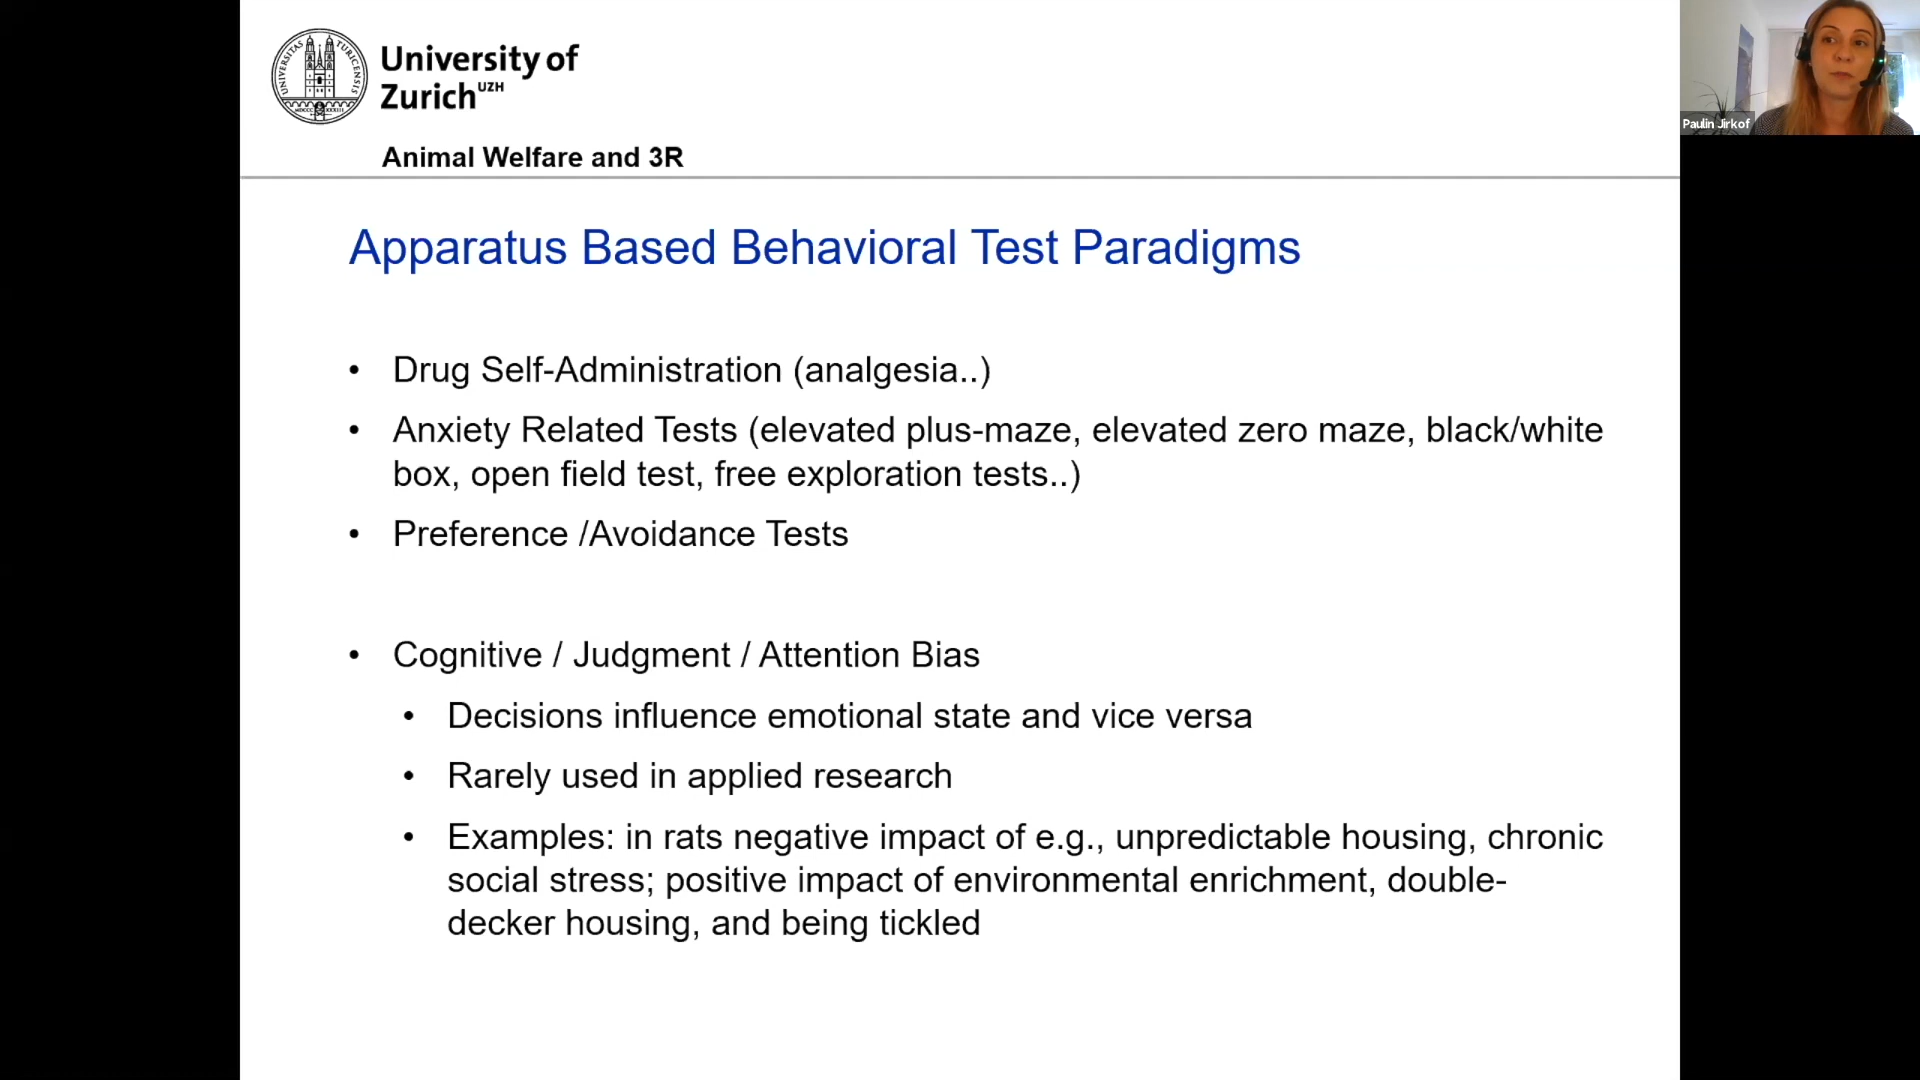 University of
Zurich UZH
UNIVERSITAS TURICENSIS
MDCCC XXXIII
Animal Welfare and 3R
Paulin Jirkof
Apparatus Based Behavioral Test Paradigms
• Drug Self-Administration (analgesia..)
• Anxiety Related Tests (elevated plus-maze, elevated zero maze, black/white
box, open field test, free exploration tests..)
• Preference /Avoidance Tests
• Cognitive / Judgment / Attention Bias
• Decisions influence emotional state and vice versa
• Rarely used in applied research
• Examples: in rats negative impact of e.g., unpredictable housing, chronic
social stress; positive impact of environmental enrichment, double-
decker housing, and being tickled